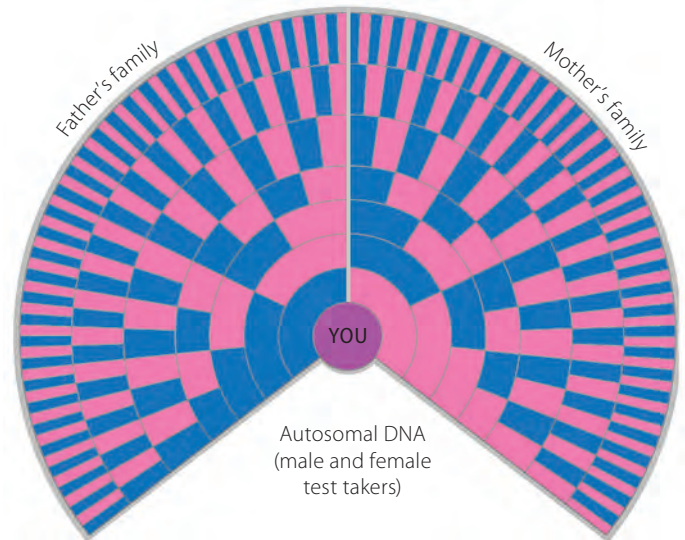 Father's family
Mother's family
YOU
Autosomal DNA
(male and female
test takers)